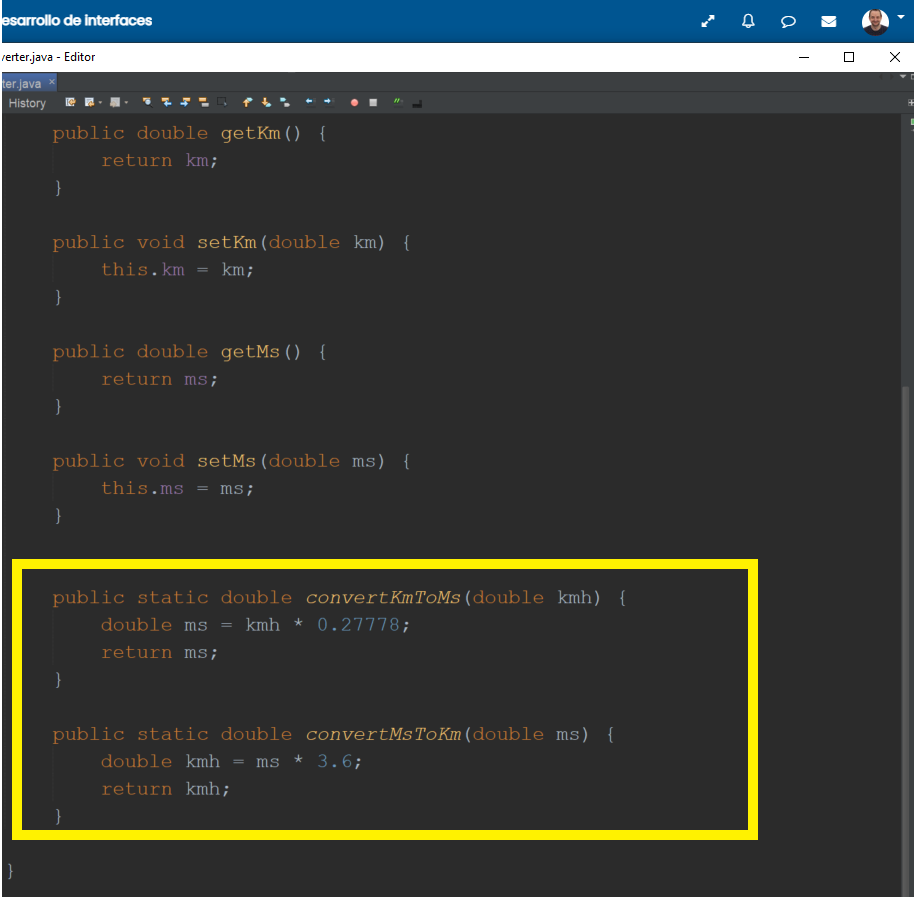 esarrollo de interfaces
verter.java - Editor
ter.java
History
public double getKm() {
return km;
}
public void setKm(double km) {
this.km = km;
}
public double getMs() {
return ms;
}
public void setMs(double ms) {
this.ms = ms;
}
public static double convertKmToMs(double kmh) {
double ms = kmh * 0.27778;
return ms;
}
public static double convertMsToKm(double ms) {
double kmh = ms * 3.6;
return kmh;
}
}